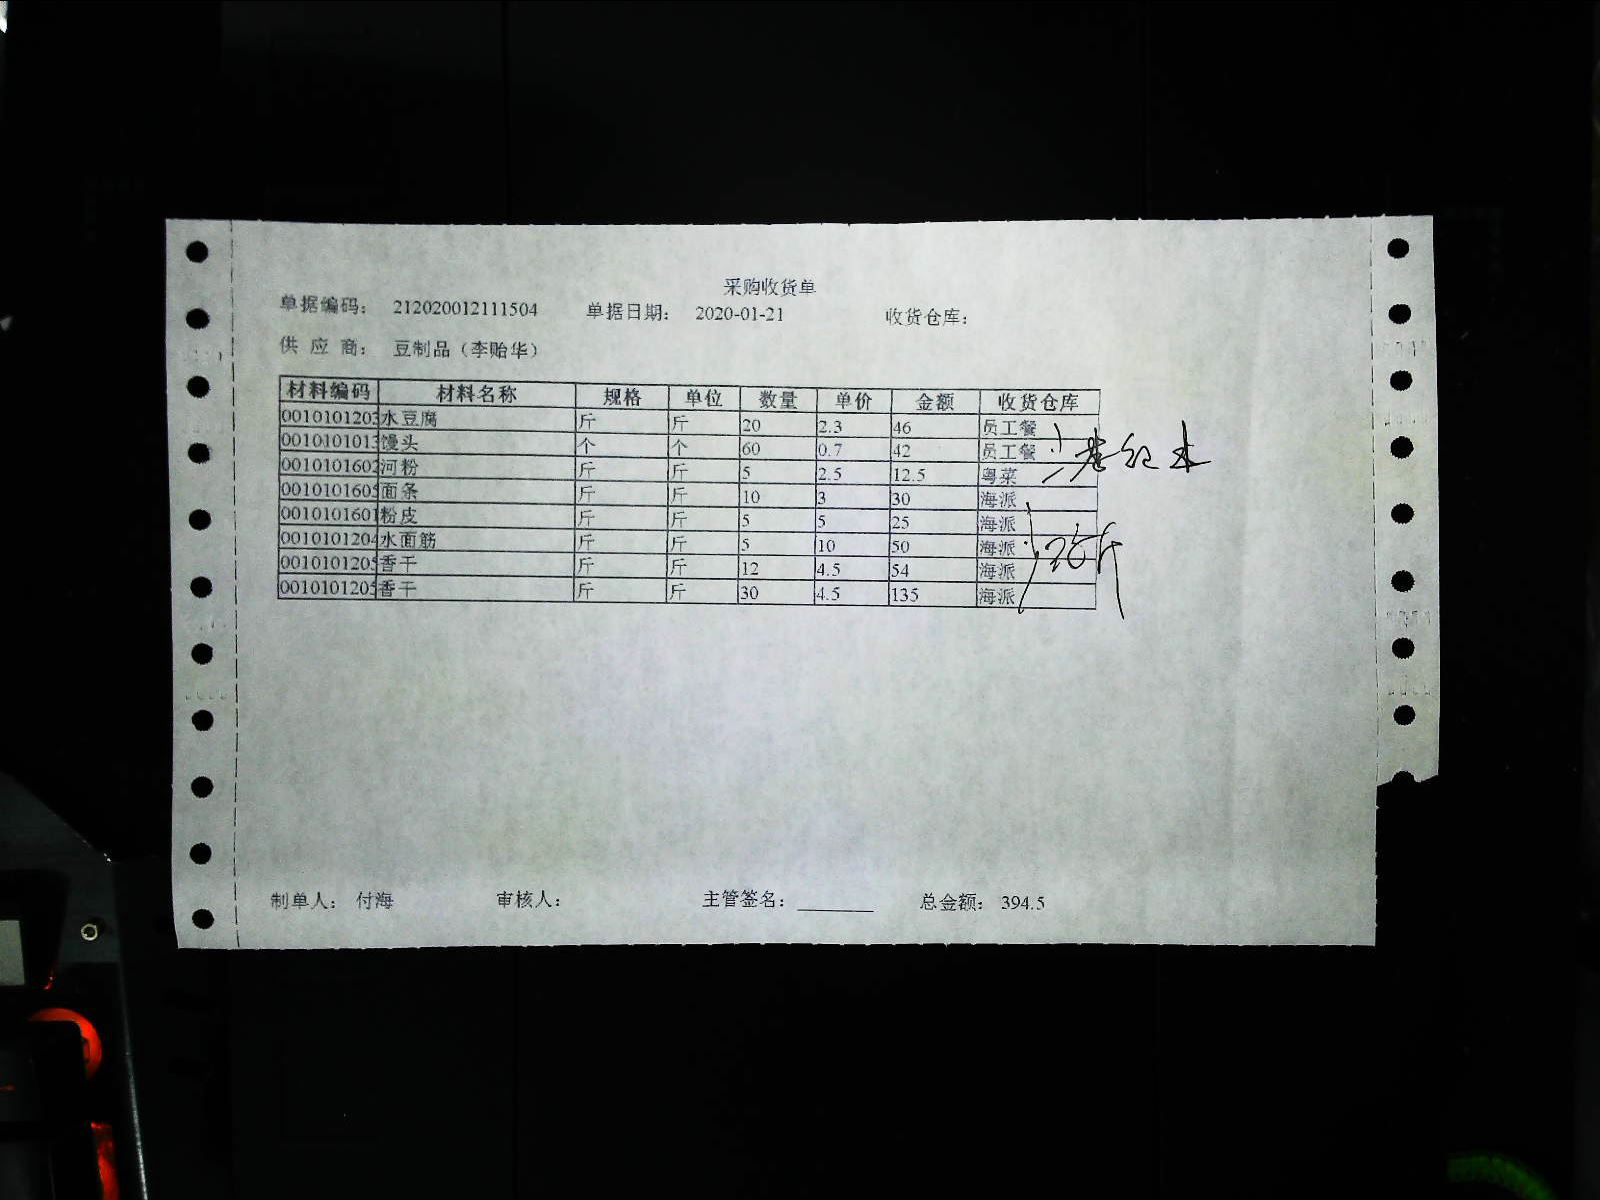 采购收货单
单据编码: 212020012111504 单据日期: 2020-01-21 收货仓库:
供 应 商: 豆制品（李贻华）
材料编码 材料名称 规格 单位 数量 单价 金额 收货仓库
0010101203 水豆腐 斤 斤 20 2.3 46 员工餐
0010101013 馒头 个 个 60 0.7 42 员工餐
0010101602 河粉 斤 斤 5 2.5 12.5 粤菜
0010101605 面条 斤 斤 10 3 30 海派
0010101601 粉皮 斤 斤 5 5 25 海派
0010101204 水面筋 斤 斤 5 10 50 海派
0010101205 香干 斤 斤 12 4.5 54 海派
0010101205 香干 斤 斤 30 4.5 135 海派
制单人: 付海 审核人: 主管签名: 总金额: 394.5